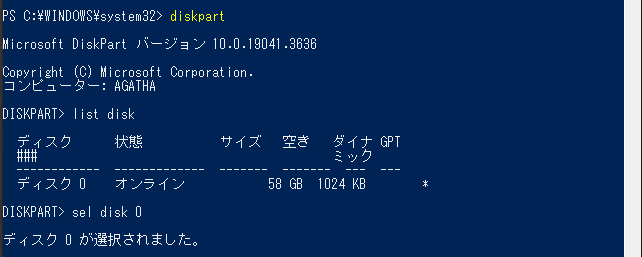 PS C:¥WINDOWS¥system32> diskpart
Microsoft DiskPart バージョン 10.0.19041.3636
Copyright (C) Microsoft Corporation.
コンピューター: AGATHA
DISKPART> list disk
ディスク 状態 サイズ 空き ダイナ GPT
### ミック
------------ ------------- ------- ------- --- ---
ディスク 0 オンライン 58 GB 1024 KB *
DISKPART> sel disk 0
ディスク 0 が選択されました。